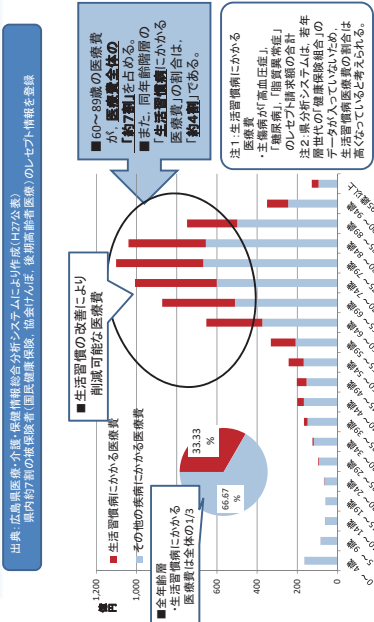 出典：広島県医療・介護・保健情報総合分析システムにより作成(H27公表)
県内約7割の被保険者（国民健康保険，協会けんぽ，後期高齢者医療）のレセプト情報を登録
■60～89歳の医療費
が，医療費全体の
「約7割」を占める。
■また，同年齢階層の
「生活習慣病」にかかる
医療費」の割合は，
「約4割」である。
注1：生活習慣病にかかる
医療費
・主傷病が「高血圧症」，
「糖尿病」，「脂質異常症」
のレセプト請求額の合計
注2：県分析システムは，若年
層世代の「健康保険組合」の
データが入っていないため，
生活習慣病医療費の割合は
高くなっていると考えられる。
■生活習慣の改善により
削減可能な医療費
■生活習慣病にかかる医療費
■その他の疾病にかかる医療費
■全年齢層
・生活習慣病にかかる
医療費は全体の1/3
33.33
%
66.67
%
億円
1,200
1,000
600
400
200
0